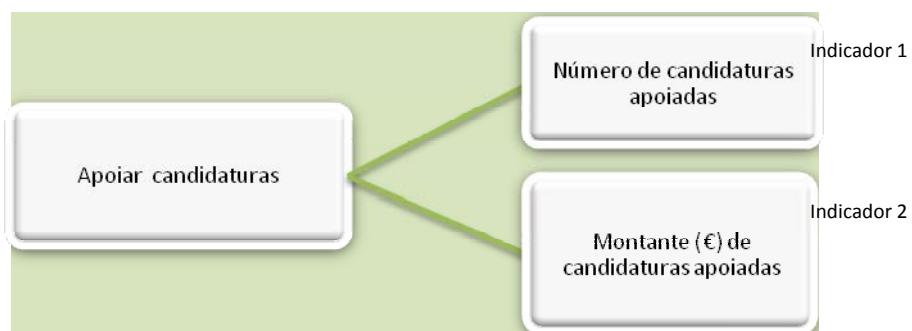 Apoiar candidaturas
Número de candidaturas
apoiadas
Indicador 1
Montante (€) de
candidaturas apoiadas
Indicador 2